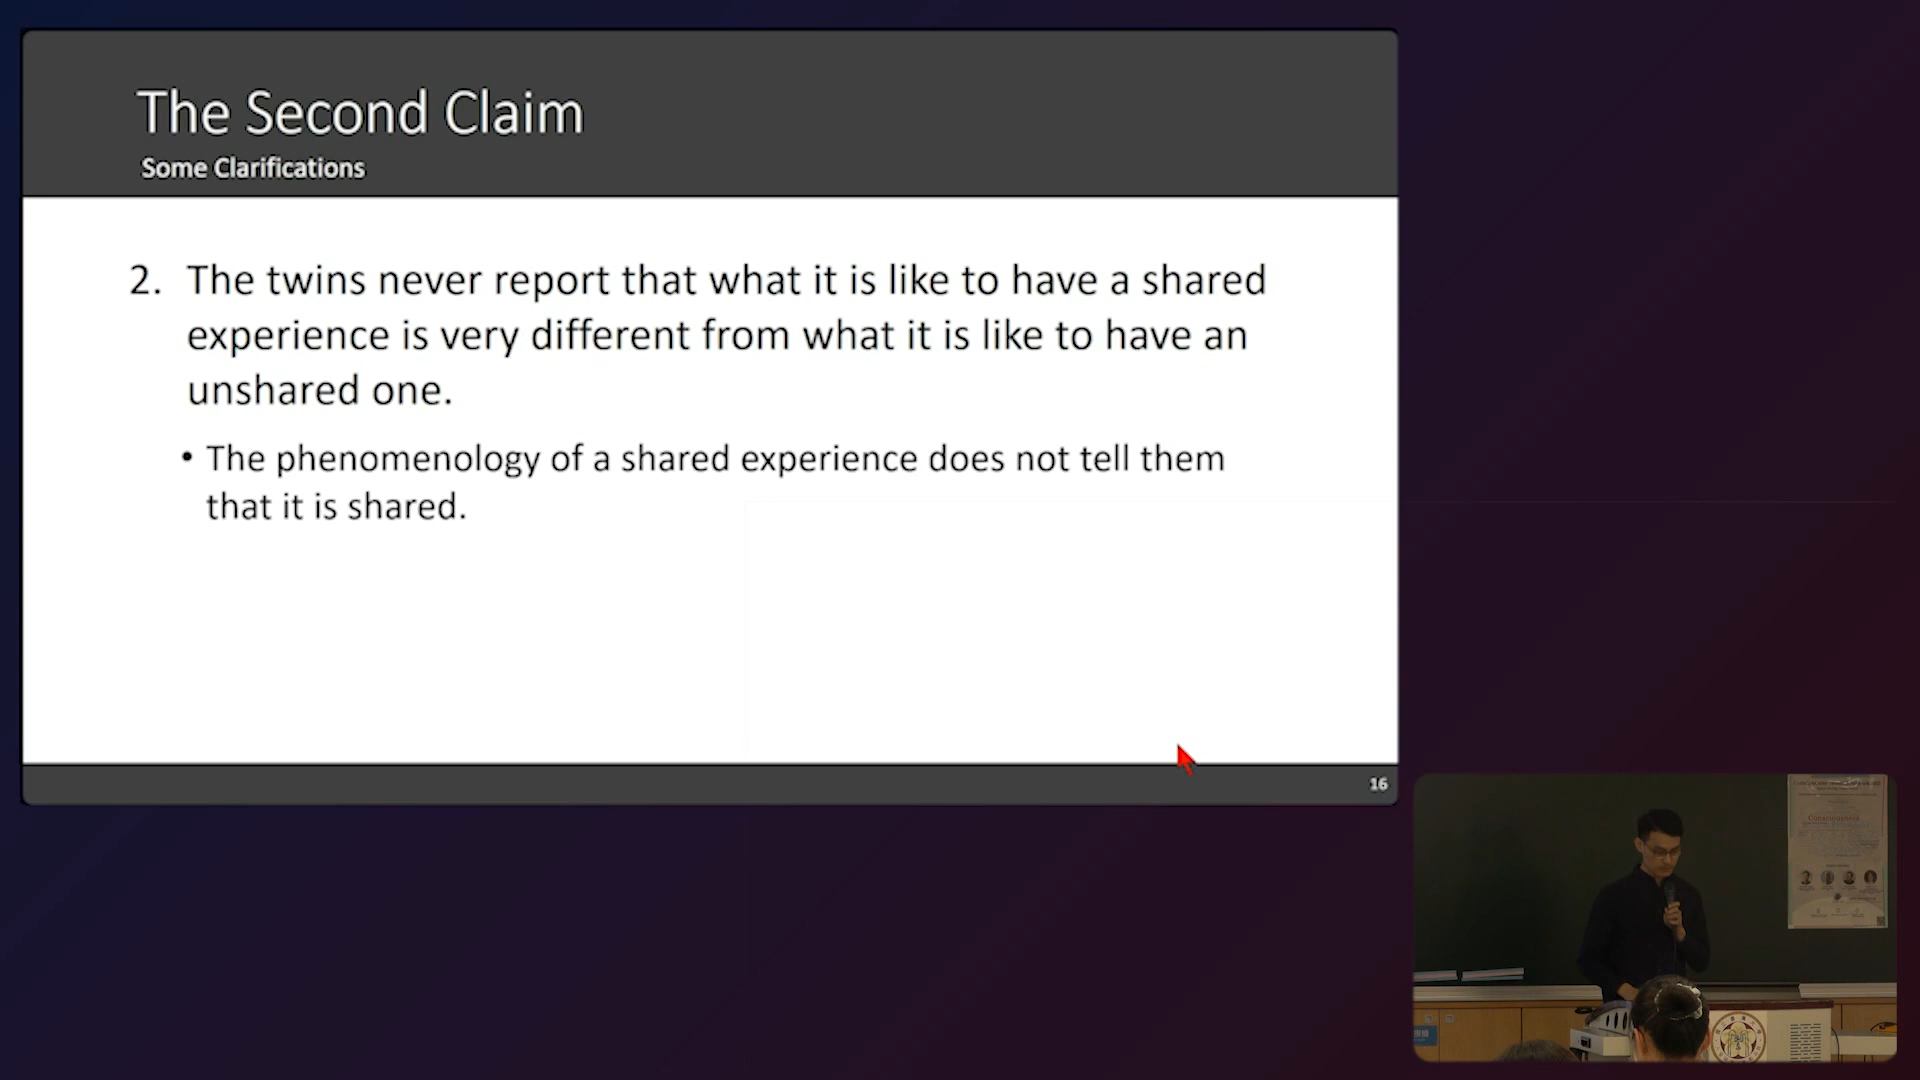 The Second Claim
Some Clarifications
2. The twins never report that what it is like to have a shared
experience is very different from what it is like to have an
unshared one.
• The phenomenology of a shared experience does not tell them
that it is shared.
16
Consciousness